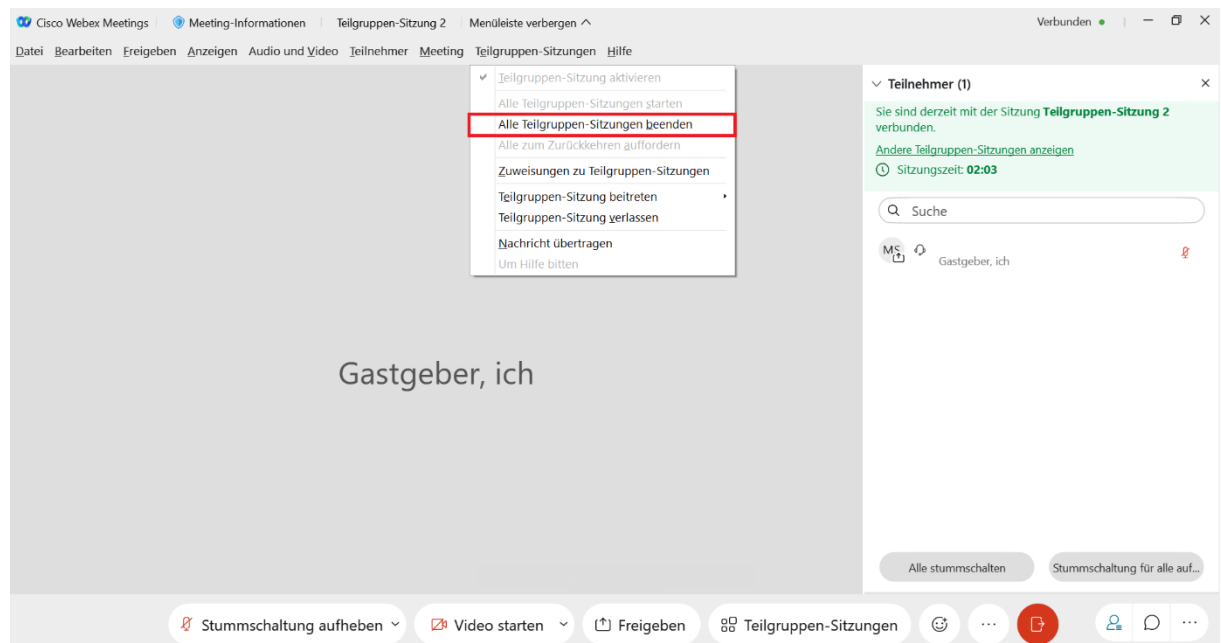 Cisco Webex Meetings Meeting-Informationen Teilgruppen-Sitzung 2 Menüleiste verbergen Verbunden
Datei Bearbeiten Freigeben Anzeigen Audio und Video Teilnehmer Meeting Teilgruppen-Sitzungen Hilfe
Teilgruppen-Sitzung aktivieren
Alle Teilgruppen-Sitzungen starten
Alle Teilgruppen-Sitzungen beenden
Alle zum Zurückkehren auffordern
Zuweisungen zu Teilgruppen-Sitzungen
Teilgruppen-Sitzung beitreten
Teilgruppen-Sitzung verlassen
Nachricht übertragen
Um Hilfe bitten
Gastgeber, ich
Teilnehmer (1)
Sie sind derzeit mit der Sitzung Teilgruppen-Sitzung 2
verbunden.
Andere Teilgruppen-Sitzungen anzeigen
Sitzungszeit: 02:03
Suche
MS
Gastgeber, ich
Alle stummschalten Stummschaltung für alle auf...
Stummschaltung aufheben Video starten Freigeben Teilgruppen-Sitzungen